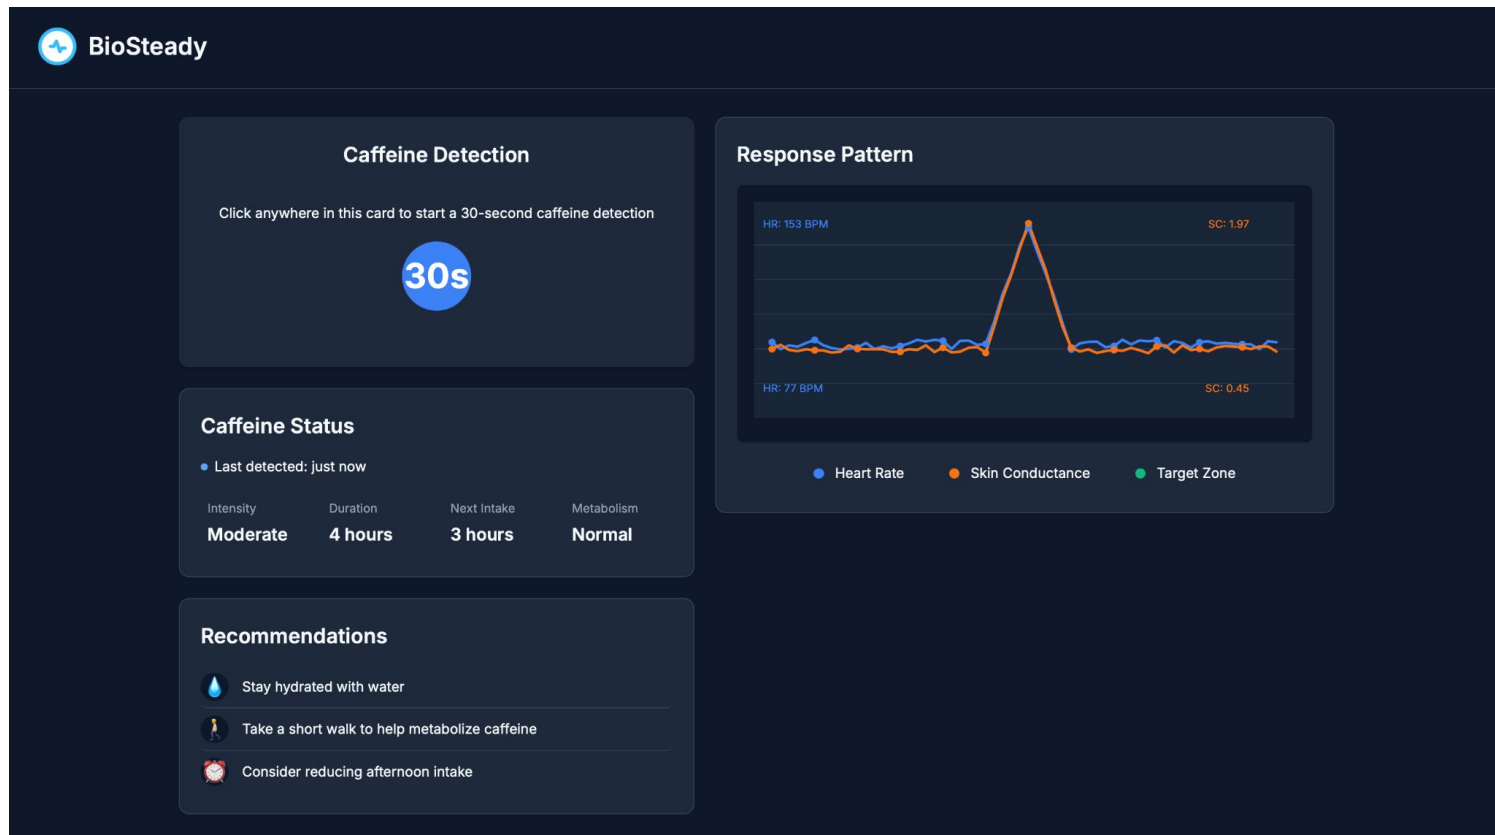 BioSteady
Caffeine Detection
Click anywhere in this card to start a 30-second caffeine detection
30s
Caffeine Status
Last detected: just now
Intensity Duration Next Intake Metabolism
Moderate 4 hours 3 hours Normal
Recommendations
Stay hydrated with water
Take a short walk to help metabolize caffeine
Consider reducing afternoon intake
Response Pattern
HR: 153 BPM SC: 1.97
HR: 77 BPM SC: 0.45
Heart Rate Skin Conductance Target Zone